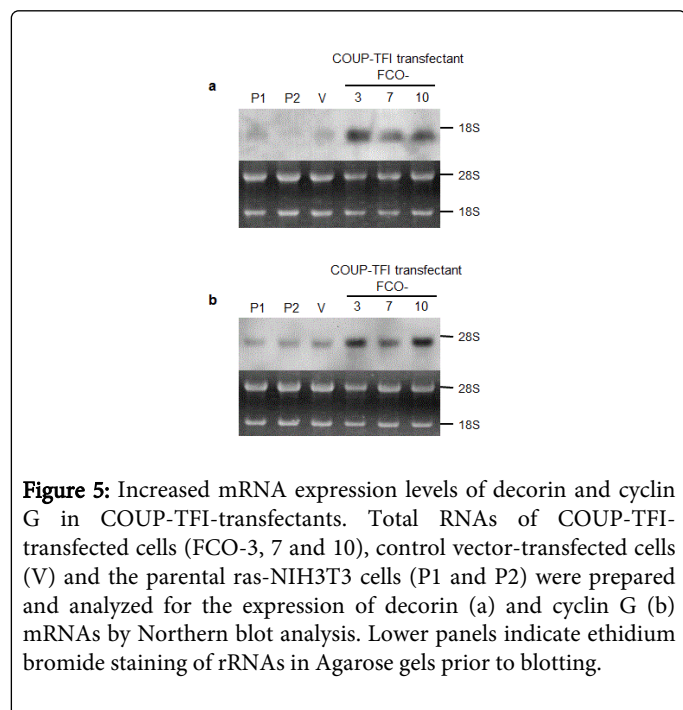 COUP-TFI transfectant
FCO-
a
P1 P2 V 3 7 10
18S
28S
18S
COUP-TFI transfectant
FCO-
b
P1 P2 V 3 7 10
28S
28S
18S
Figure 5: Increased mRNA expression levels of decorin and cyclin
G in COUP-TFI-transfectants. Total RNAs of COUP-TFI-
transfected cells (FCO-3, 7 and 10), control vector-transfected cells
(V) and the parental ras-NIH3T3 cells (P1 and P2) were prepared
and analyzed for the expression of decorin (a) and cyclin G (b)
mRNAs by Northern blot analysis. Lower panels indicate ethidium
bromide staining of rRNAs in Agarose gels prior to blotting.